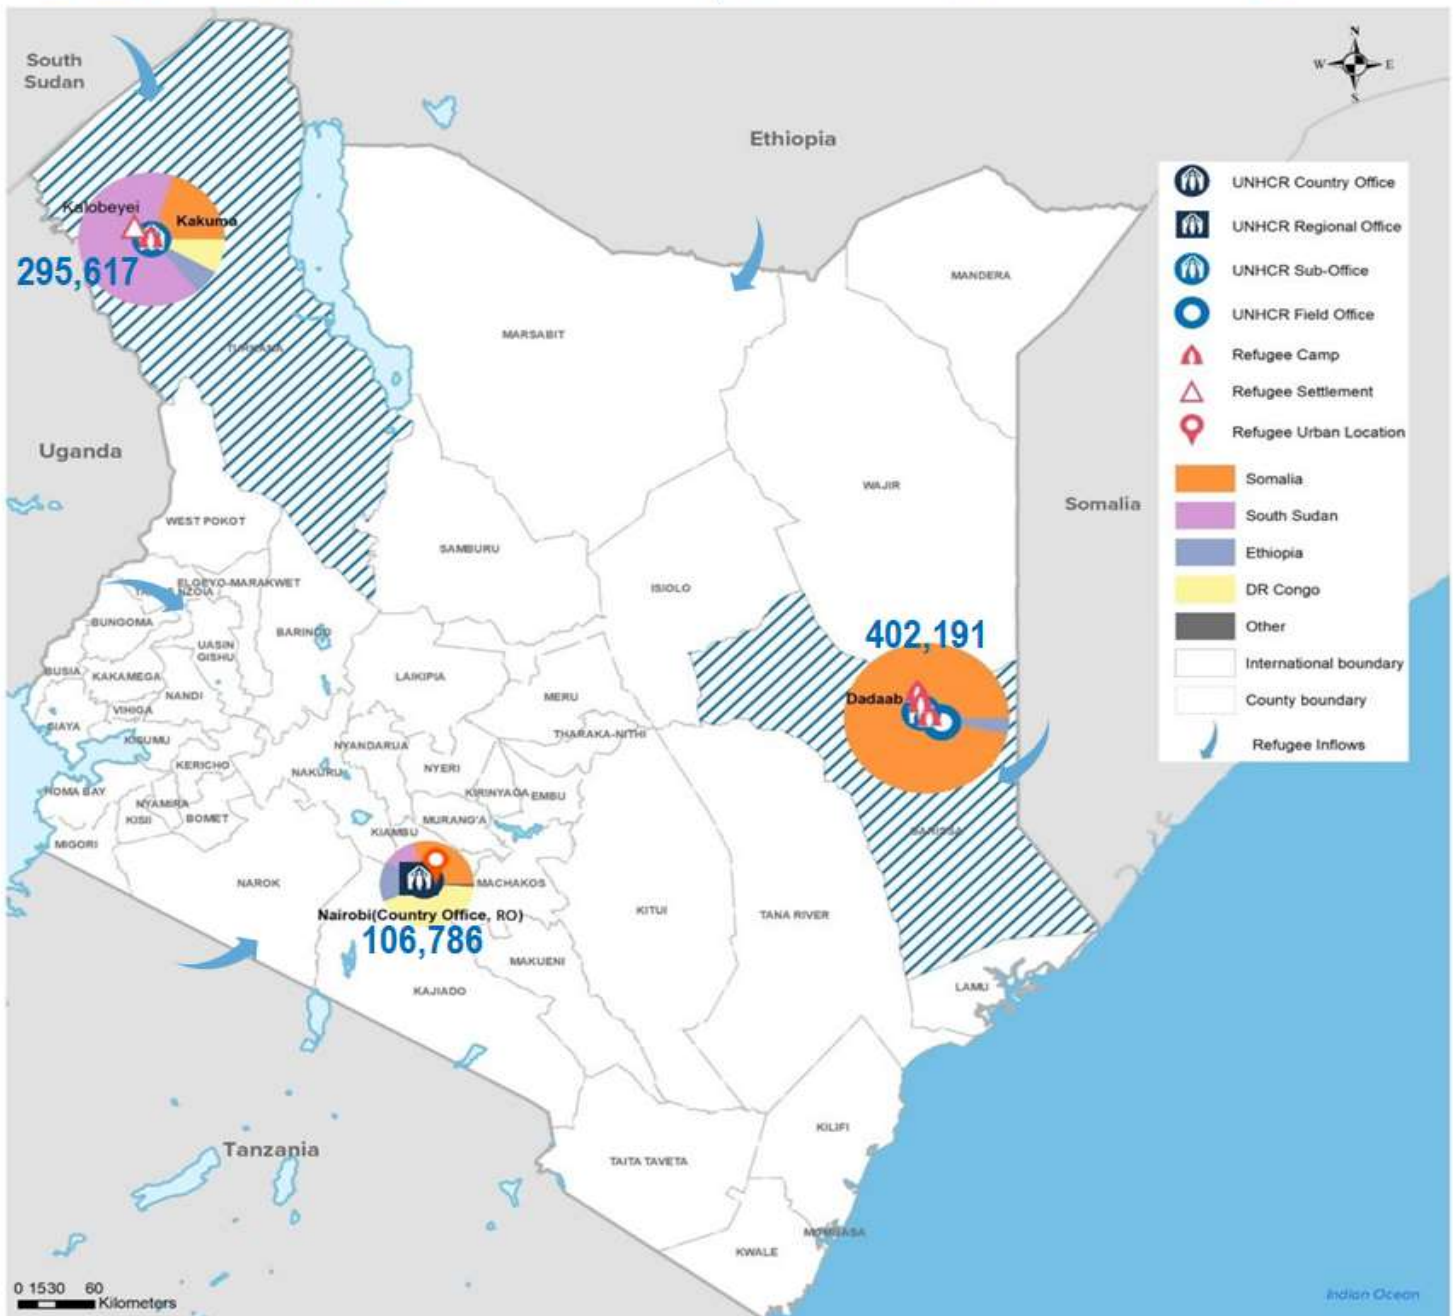 South
Sudan
Ethiopia
N
W
E
S
Kalobeyei
Kakuma
295,617
TURKANA
MARSABIT
MANDERA
Uganda
WAJIR
Somalia
WEST POKOT
SAMBURU
ISIOLO
ELGEYO-MARAKWET
BUNGOMA
BARINGO
UASIN
GISHU
BUSIA
KAKAMEGA
NANDI
LAIKIPIA
MERU
VIHIGA
SIAYA
KISUMU
THARAKA-NITHI
NYANDARUA
KERICHO
NAKURU
NYERI
HOMA BAY
NYAMIRA
KIRINYAGA
EMBU
KISII
BOMET
MURANG'A
KIAMBU
MIGORI
NAROK
MACHAKOS
402,191
Dadaab
GARISSA
Nairobi(Country Office, RO)
106,786
KITUI
TANA RIVER
MAKUENI
KAJIADO
LAMU
Tanzania
KILIFI
TAITA TAVETA
MOMBASA
KWALE
Indian Ocean
0 1530 60
Kilometers
UNHCR Country Office
UNHCR Regional Office
UNHCR Sub-Office
UNHCR Field Office
Refugee Camp
Refugee Settlement
Refugee Urban Location
Somalia
South Sudan
Ethiopia
DR Congo
Other
International boundary
County boundary
Refugee Inflows